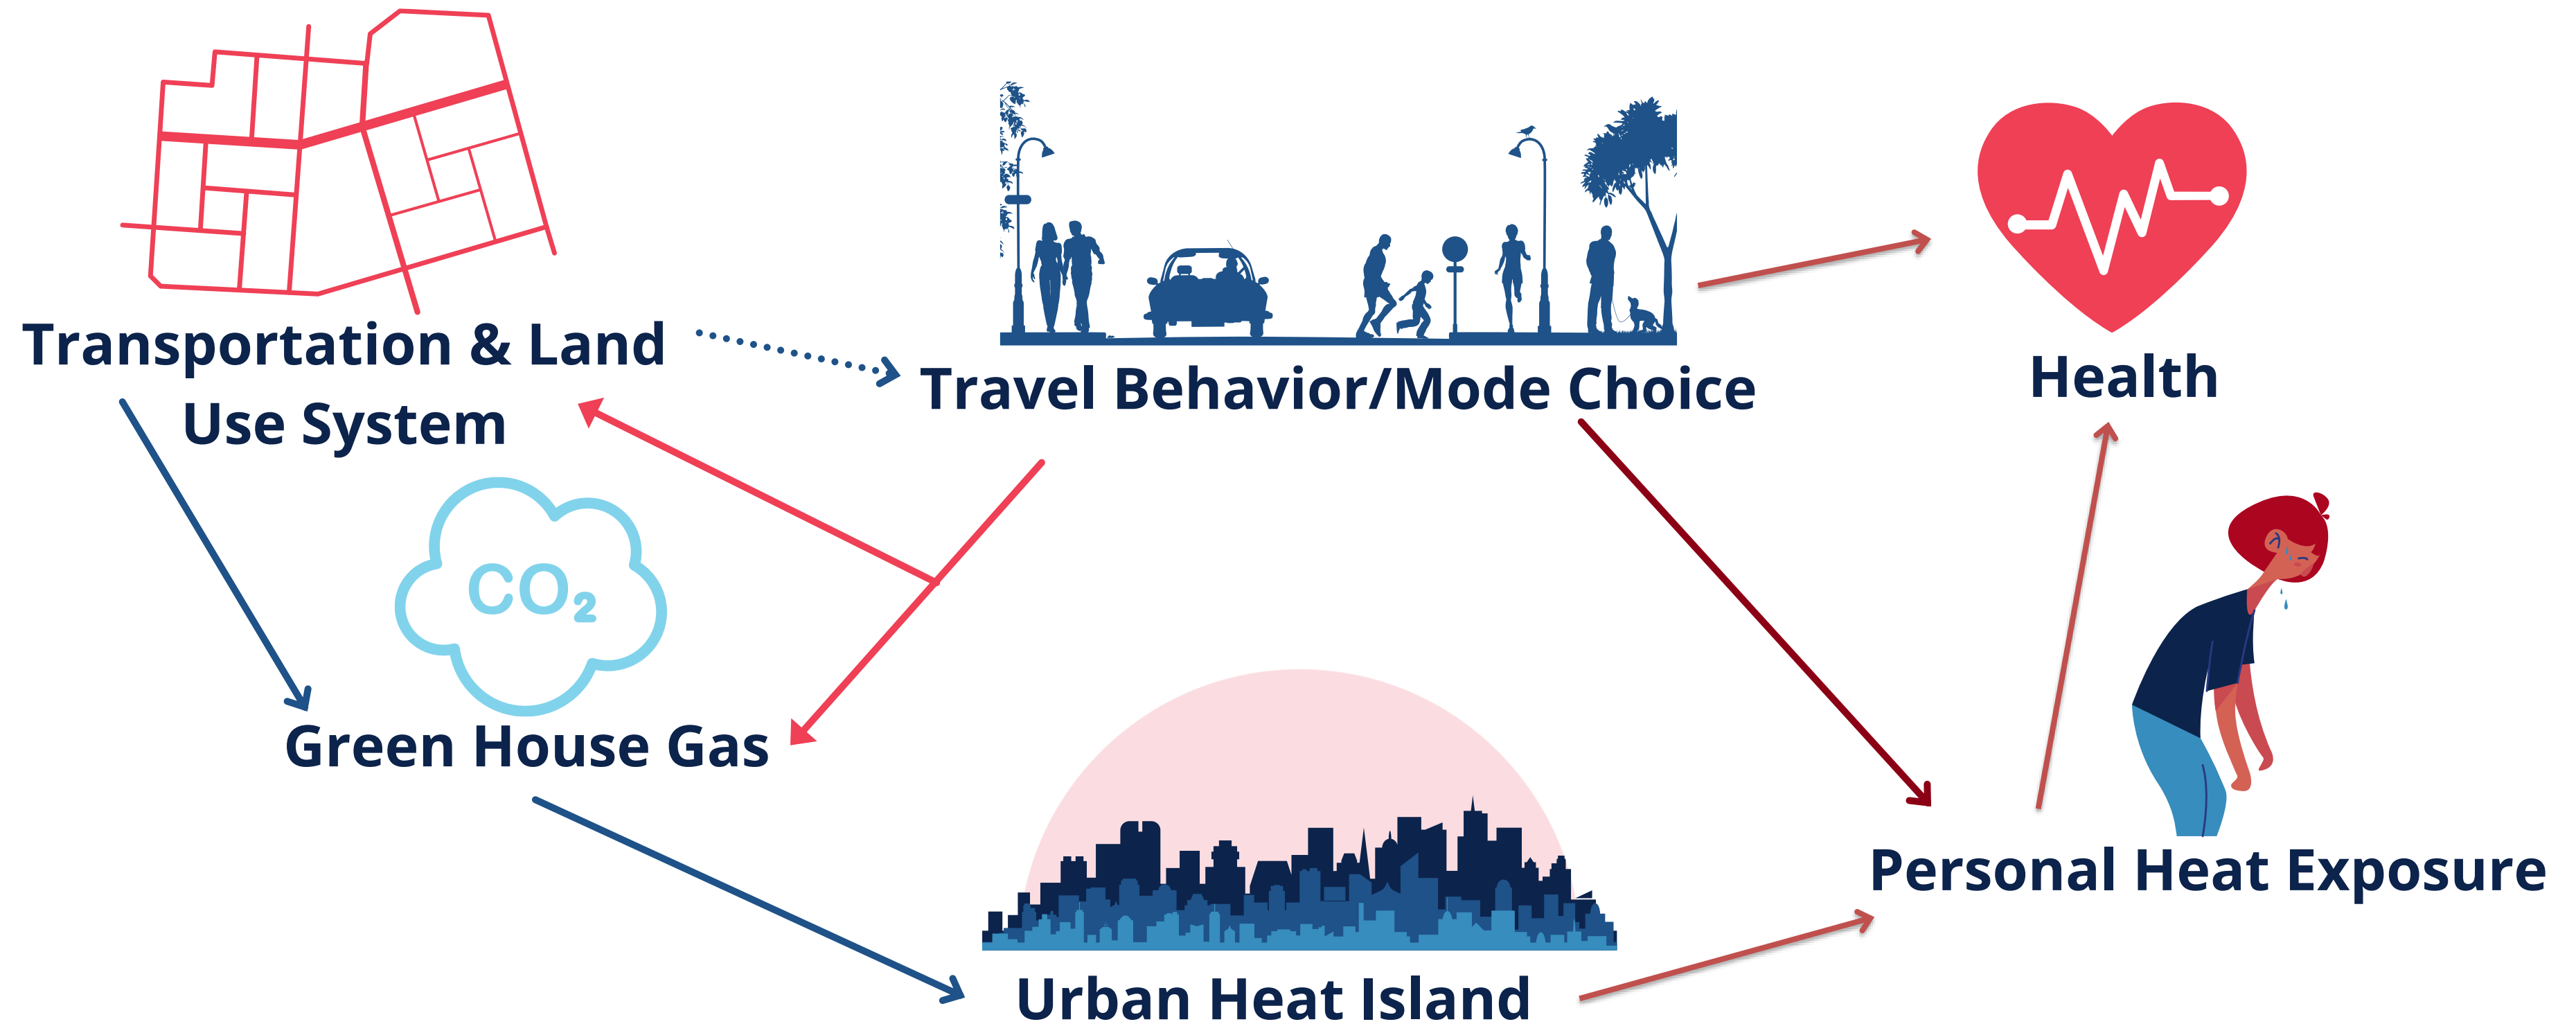 Transportation & Land
Use System
Travel Behavior/Mode Choice
Health
CO₂
Green House Gas
Personal Heat Exposure
Urban Heat Island